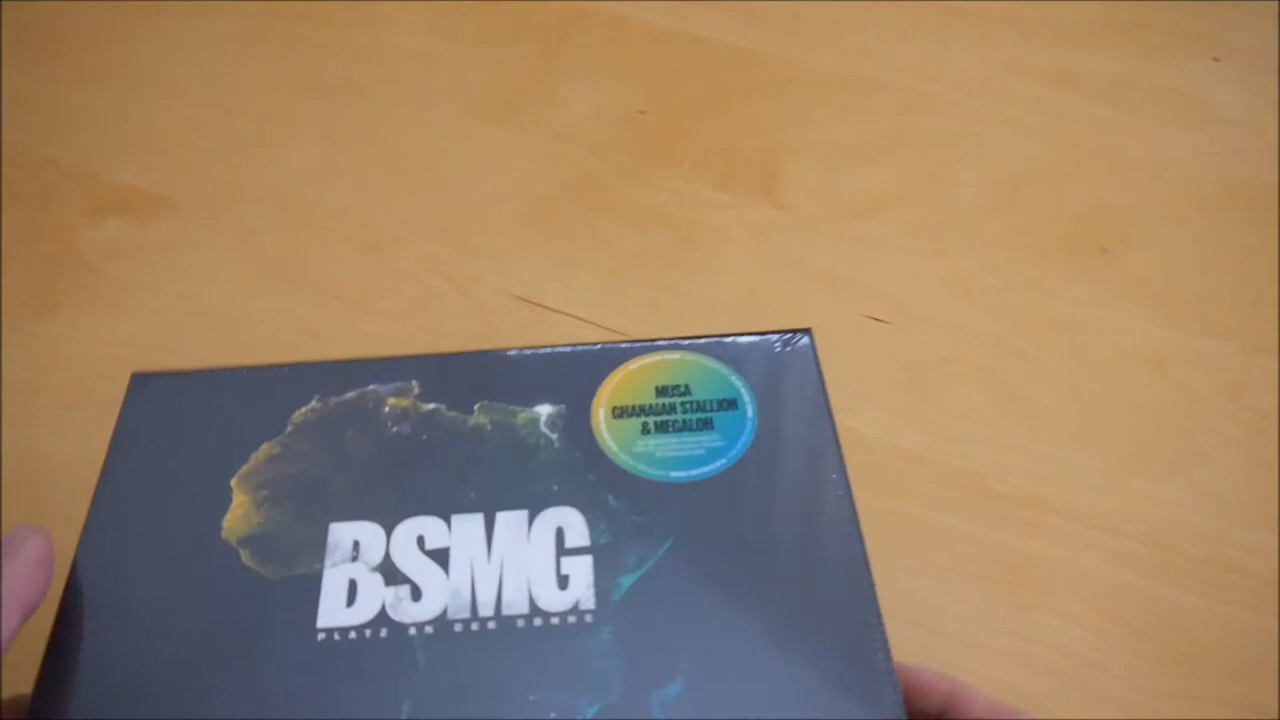 MUSA
GHANAIAN STALLION
& MEGALOH
BSMG
PLATZ AN DER SONNE